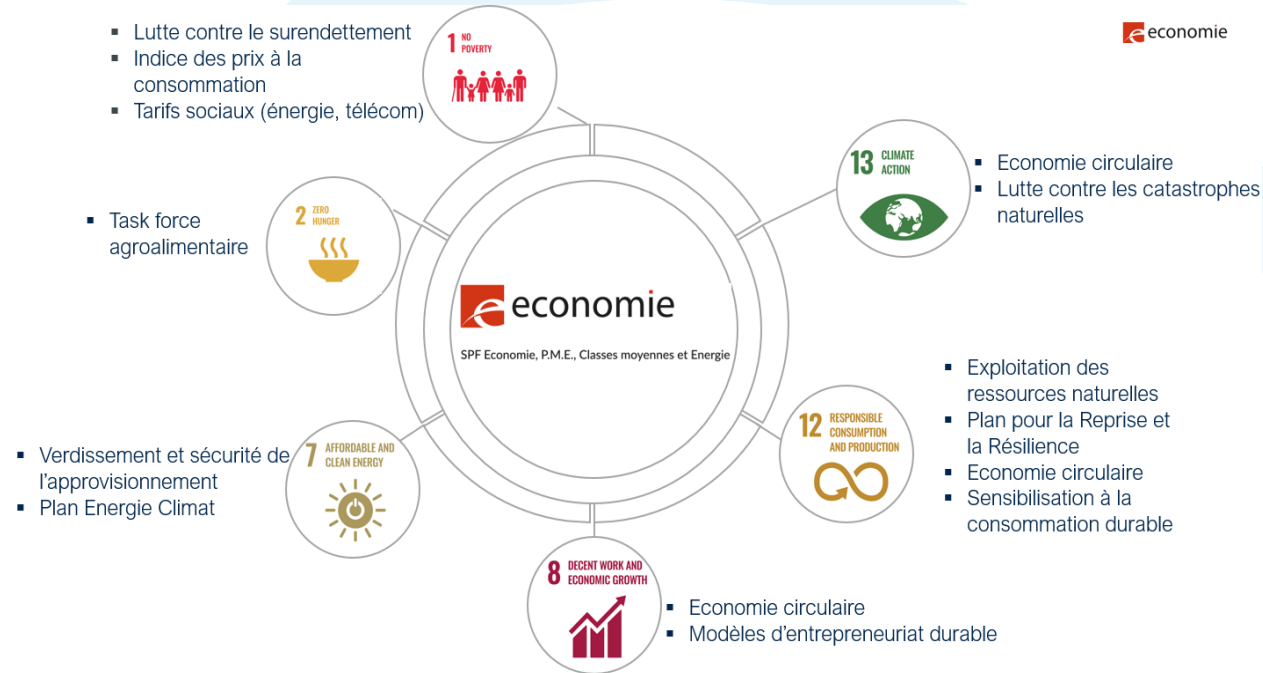 ▪ Lutte contre le surendettement
▪ Indice des prix à la
consommation
▪ Tarifs sociaux (énergie, télécom)
1 NO
POVERTY
economie
13 CLIMATE
ACTION
▪ Economie circulaire
▪ Lutte contre les catastrophes
naturelles
▪ Task force
agroalimentaire
2 ZERO
HUNGER
economie
SPF Economie, P.M.E., Classes moyennes et Energie
▪ Verdissement et sécurité de
l’approvisionnement
▪ Plan Energie Climat
7 AFFORDABLE AND
CLEAN ENERGY
12 RESPONSIBLE
CONSUMPTION
AND PRODUCTION
▪ Exploitation des
ressources naturelles
▪ Plan pour la Reprise et
la Résilience
▪ Economie circulaire
▪ Sensibilisation à la
consommation durable
8 DECENT WORK AND
ECONOMIC GROWTH
▪ Economie circulaire
▪ Modèles d’entrepreneuriat durable